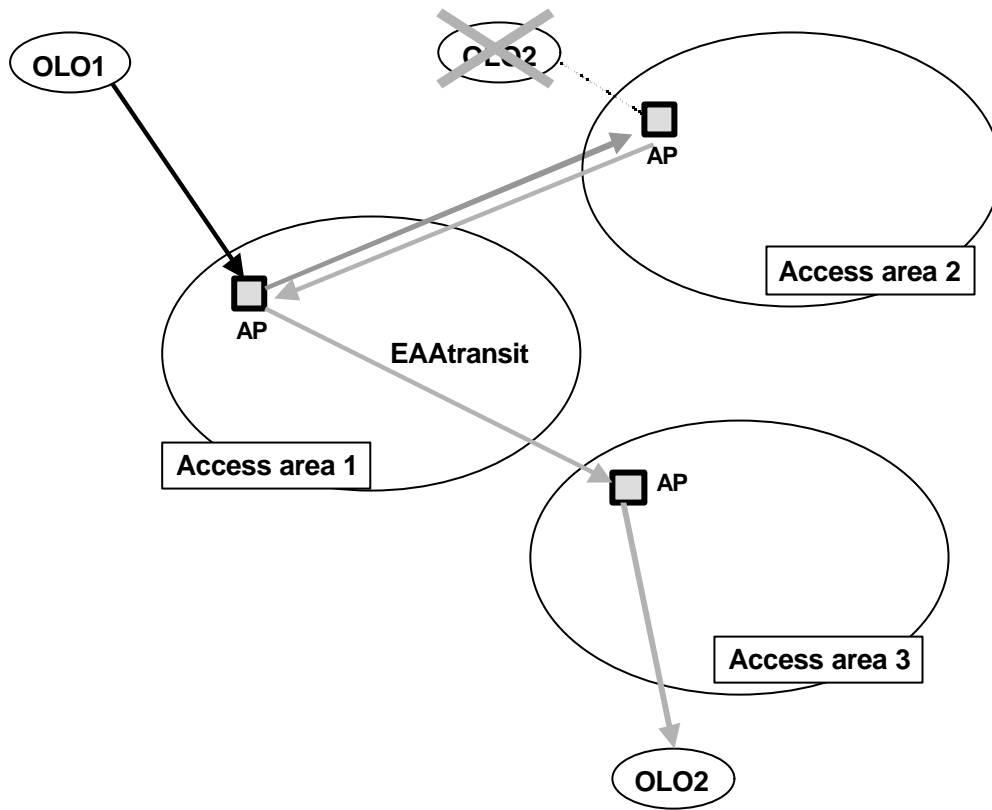 OLO1
OLO2
AP
Access area 2
AP
EAAtransit
Access area 1
AP
Access area 3
OLO2